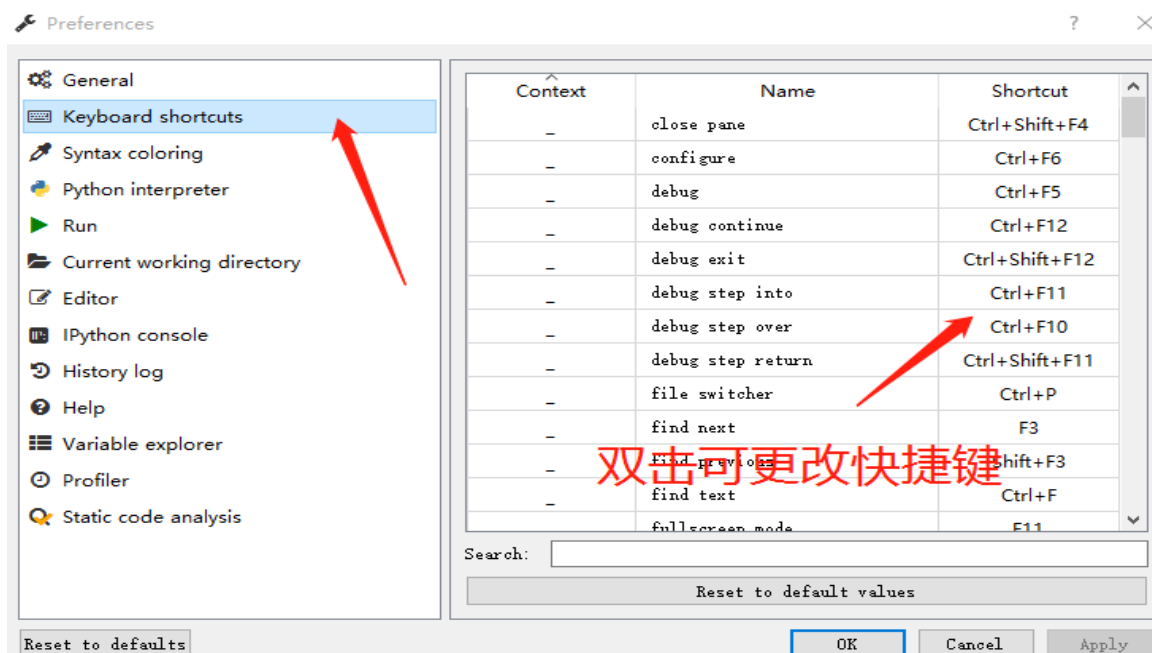 Preferences
General
Keyboard shortcuts
Syntax coloring
Python interpreter
Run
Current working directory
Editor
IPython console
History log
Help
Variable explorer
Profiler
Static code analysis
Context Name Shortcut
_ close pane Ctrl+Shift+F4
_ configure Ctrl+F6
_ debug Ctrl+F5
_ debug continue Ctrl+F12
_ debug exit Ctrl+Shift+F12
_ debug step into Ctrl+F11
_ debug step over Ctrl+F10
_ debug step return Ctrl+Shift+F11
_ file switcher Ctrl+P
_ find next F3
_ find previous Shift+F3
双击可更改快捷键
_ find text Ctrl+F
fullscreen mode F11
Search:
Reset to default values
Reset to defaults OK Cancel Apply